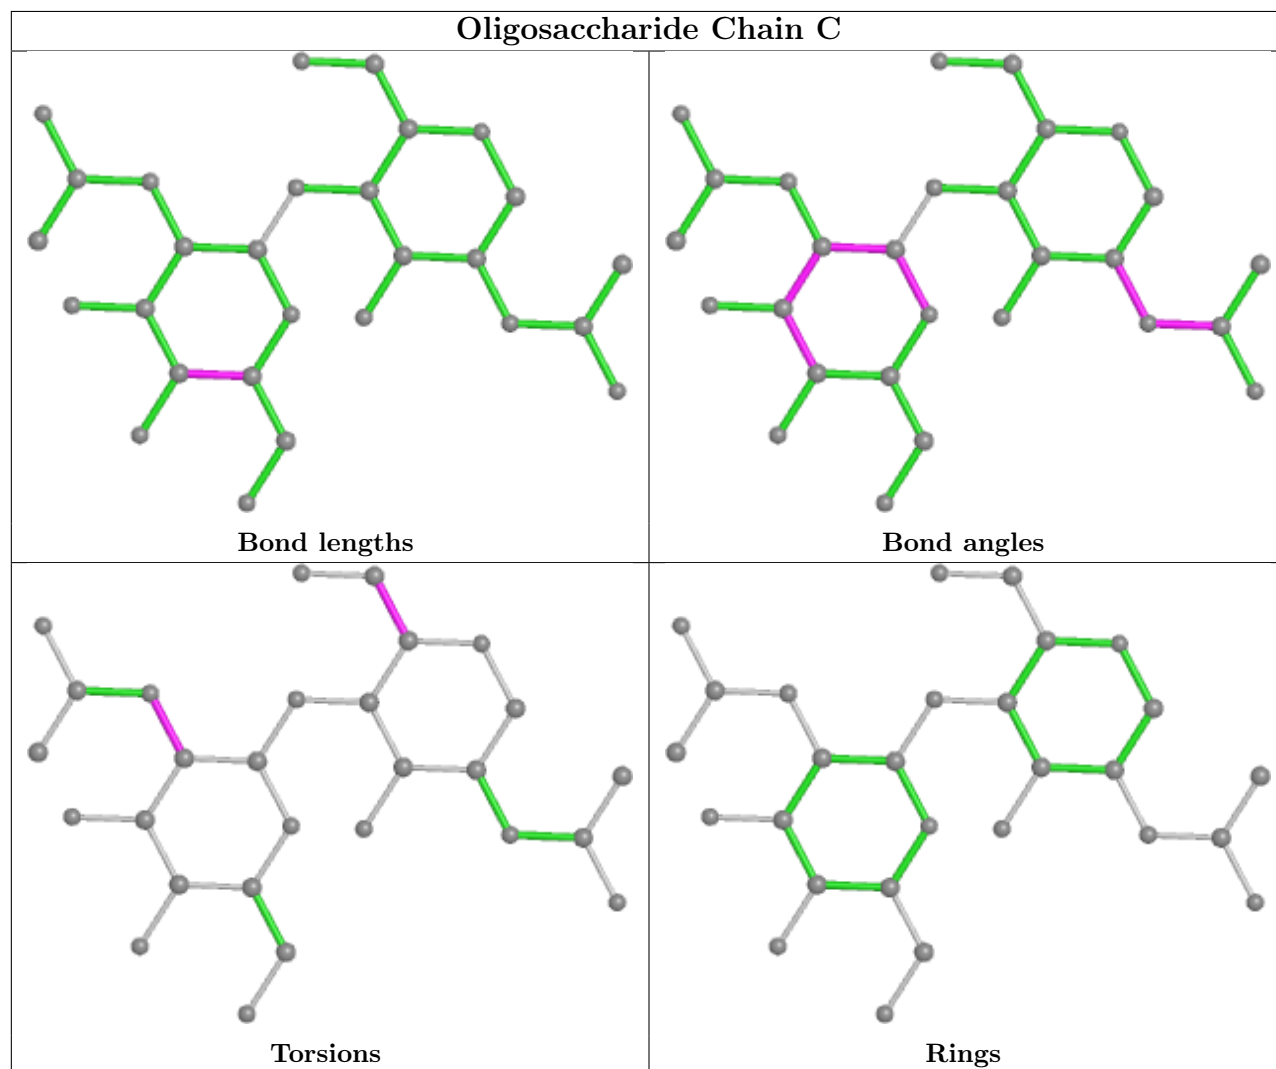 Oligosaccharide Chain C
Bond lengths
Bond angles
Torsions
Rings